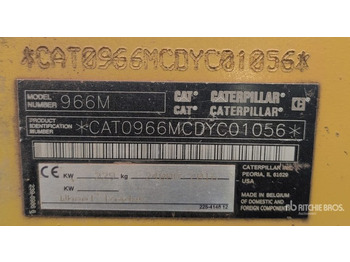 *CAT0966MCDYC01056*
MODEL NUMBER 966M
CAT® CATERPILLAR®
PRODUCT IDENTIFICATION NUMBER *CAT0966MCDYC01056*
CAT® CATERPILLAR®
KW kg
KW
CATERPILLAR INC.
PEORIA, IL 61629
USA
MADE IN BELGIUM
OF DOMESTIC AND
FOREIGN COMPONENTS
RITCHIE BROS.